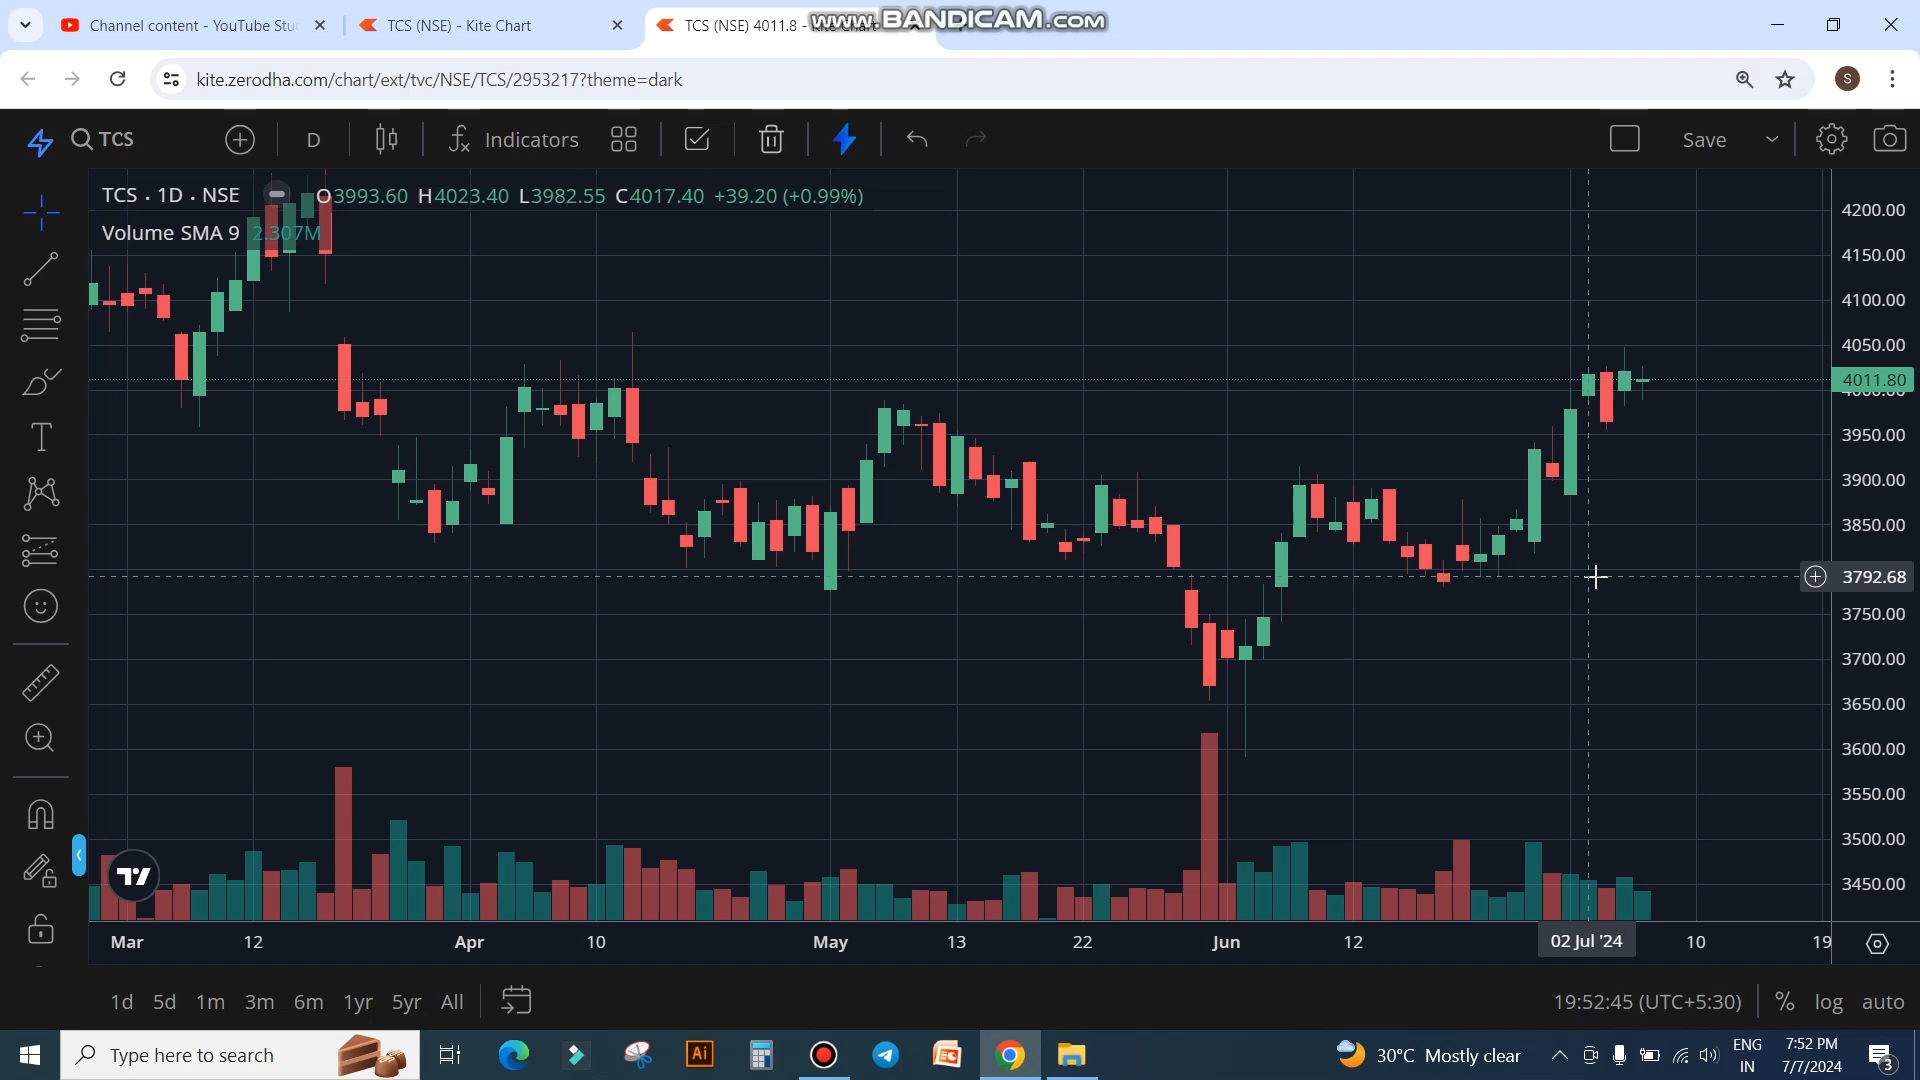 Channel content - YouTube Stu
TCS (NSE) - Kite Chart
TCS (NSE) 4011.8 - Kite Chart
www.BANDICAM.com
kite.zerodha.com/chart/ext/tvc/NSE/TCS/2953217?theme=dark
S
TCS
D
Indicators
Save
TCS · 1D · NSE
O3993.60 H4023.40 L3982.55 C4017.40 +39.20 (+0.99%)
Volume SMA 9 2.307M
4200.00
4150.00
4100.00
4050.00
4011.80
4000.00
3950.00
3900.00
3850.00
3792.68
3750.00
3700.00
3650.00
3600.00
3550.00
3500.00
3450.00
Mar 12 Apr 10 May 13 22 Jun 12 02 Jul '24 10 19
1d 5d 1m 3m 6m 1yr 5yr All
19:52:45 (UTC+5:30) % log auto
Type here to search
Ai
30°C Mostly clear
ENG
IN
7:52 PM
7/7/2024
3